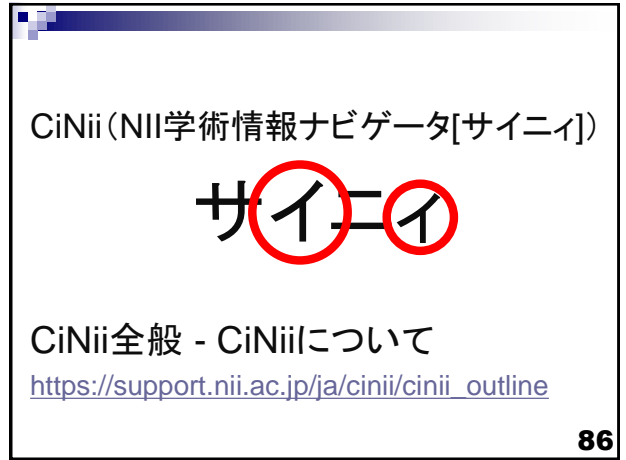 CiNii（NII学術情報ナビゲータ[サイニィ]）
サイニィ
CiNii全般 - CiNiiについて
https://support.nii.ac.jp/ja/cinii/cinii_outline
86